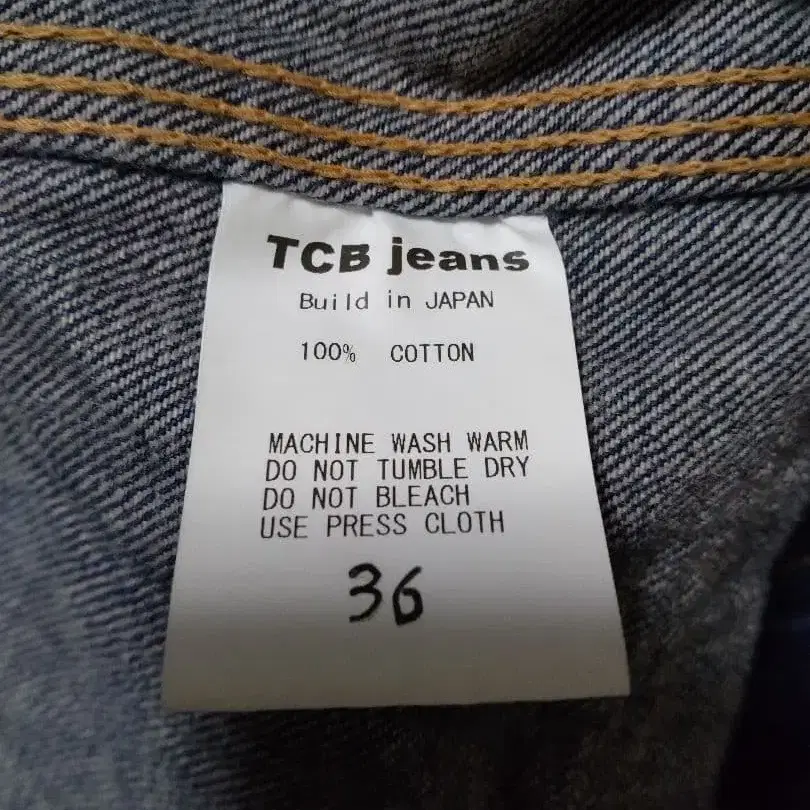 TCB jeans
Build in JAPAN
100% COTTON
MACHINE WASH WARM
DO NOT TUMBLE DRY
DO NOT BLEACH
USE PRESS CLOTH
36